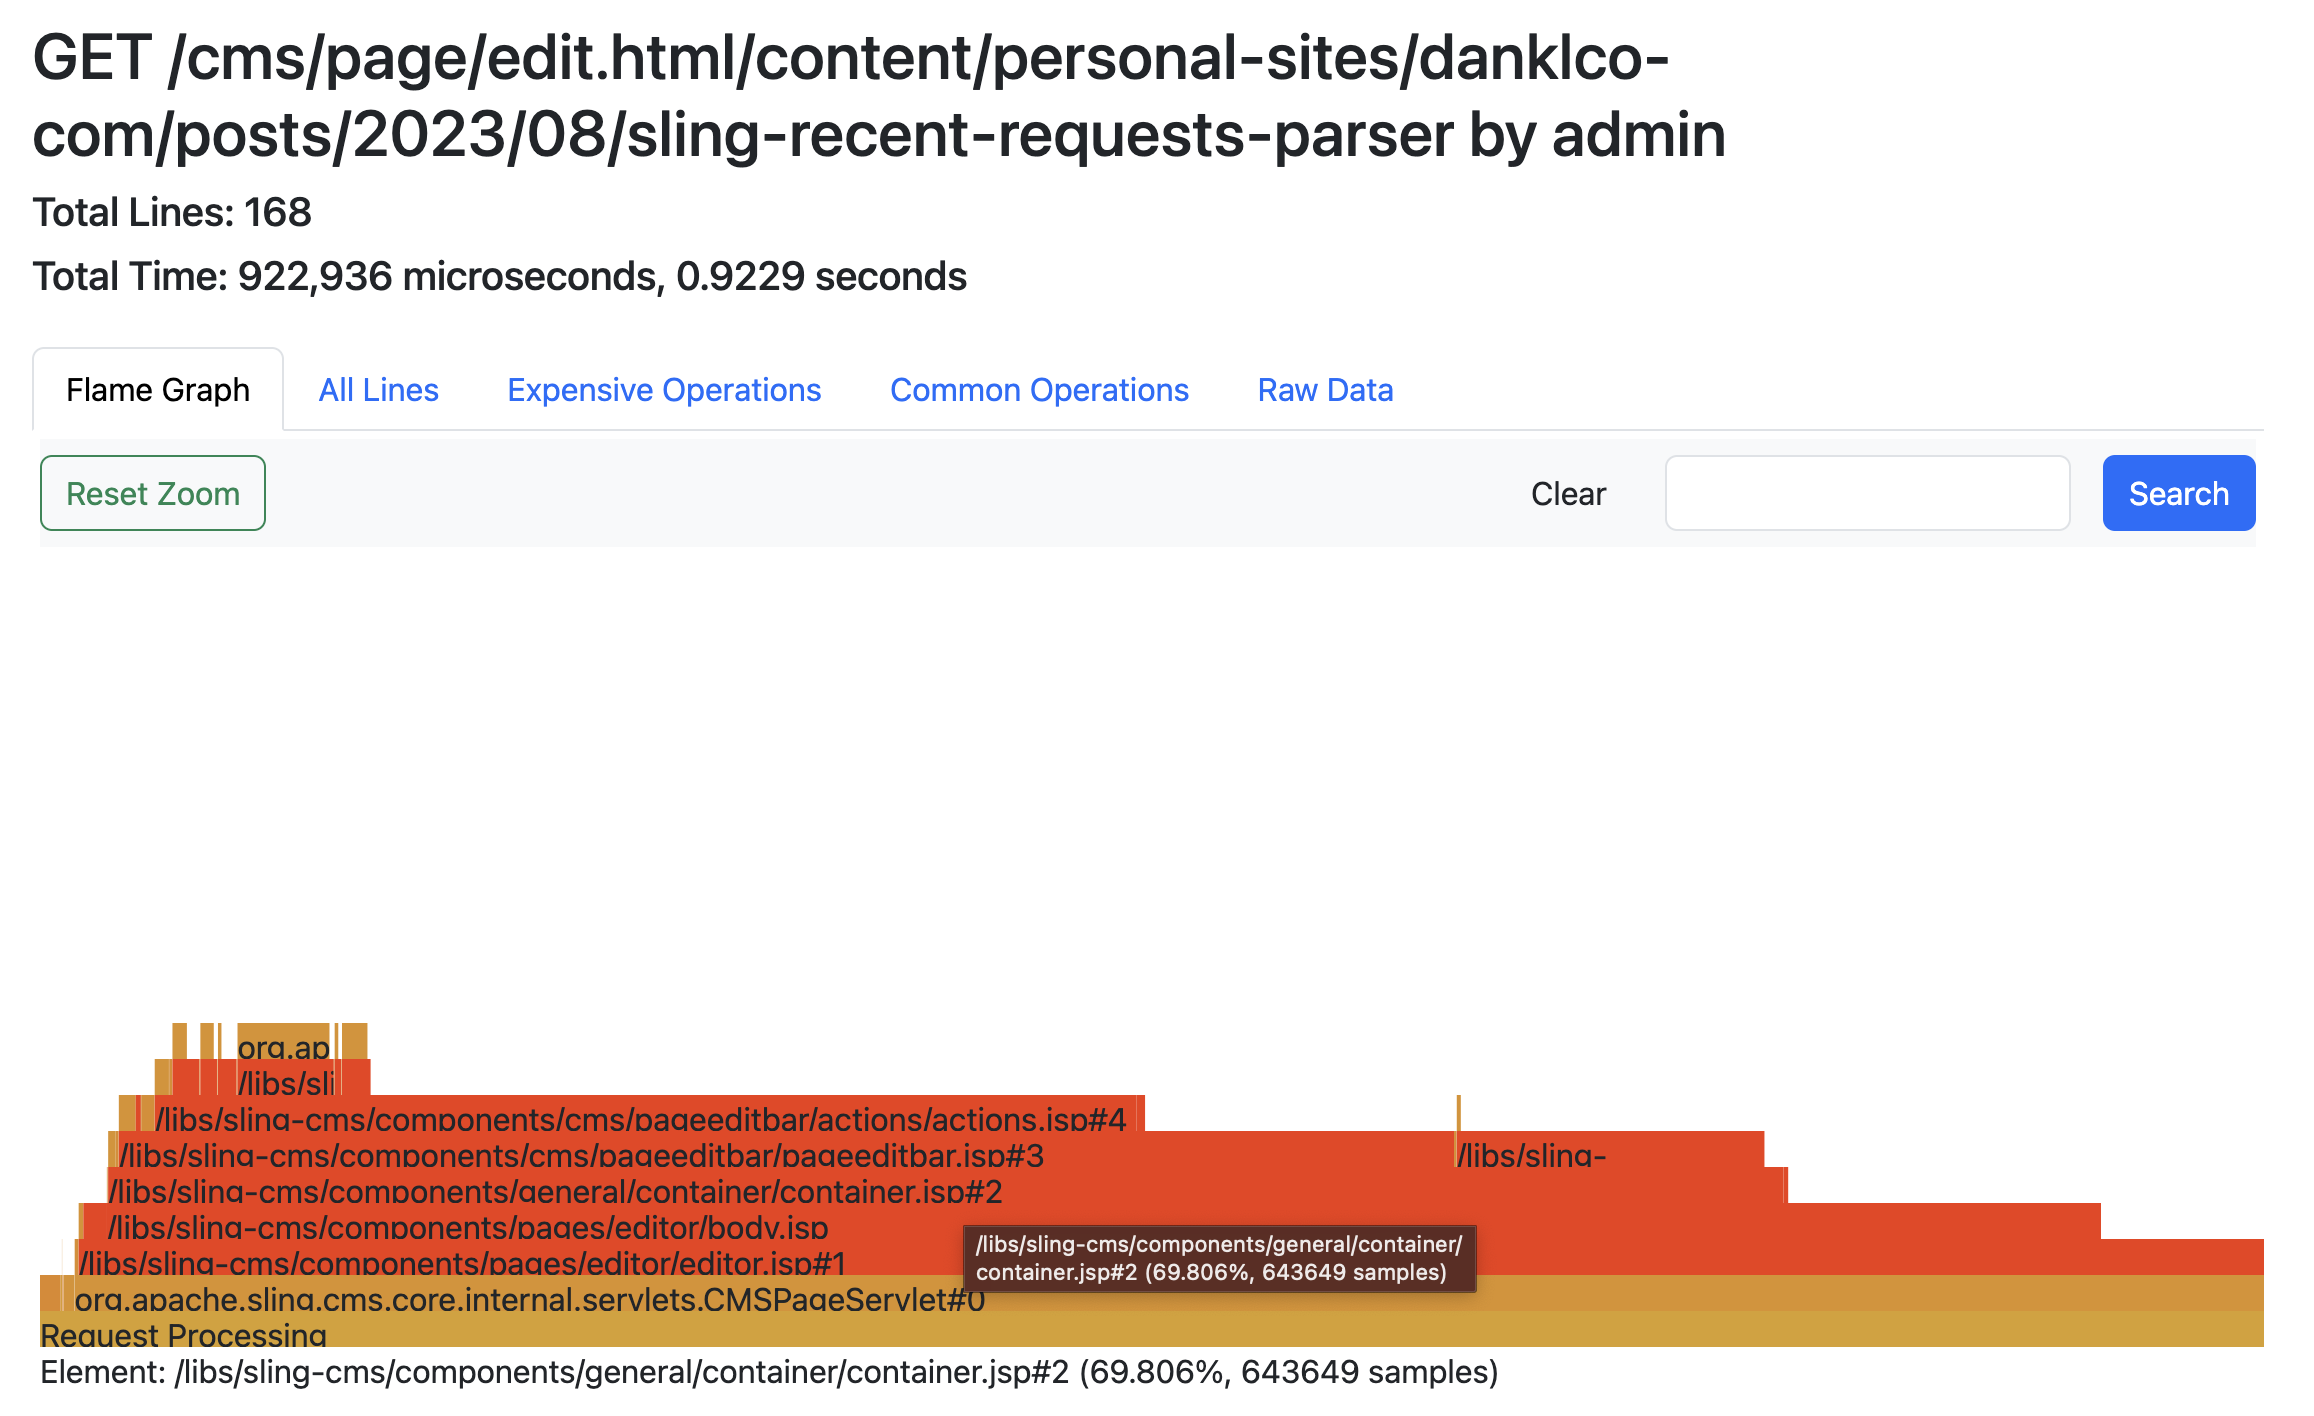 GET /cms/page/edit.html/content/personal-sites/danklco-
com/posts/2023/08/sling-recent-requests-parser by admin
Total Lines: 168
Total Time: 922,936 microseconds, 0.9229 seconds
Flame Graph All Lines Expensive Operations Common Operations Raw Data
Reset Zoom Clear Search
org.ap
/libs/sli
/libs/sling-cms/components/cms/pageeditbar/actions/actions.jsp#4
/libs/sling-cms/components/cms/pageeditbar/pageeditbar.jsp#3 /libs/sling-
/libs/sling-cms/components/general/container/container.jsp#2
/libs/sling-cms/components/pages/editor/body.jsp
/libs/sling-cms/components/general/container/
container.jsp#2 (69.806%, 643649 samples)
/libs/sling-cms/components/pages/editor/editor.jsp#1
org.apache.sling.cms.core.internal.servlets.CMSPageServlet#0
Request Processing
Element: /libs/sling-cms/components/general/container/container.jsp#2 (69.806%, 643649 samples)